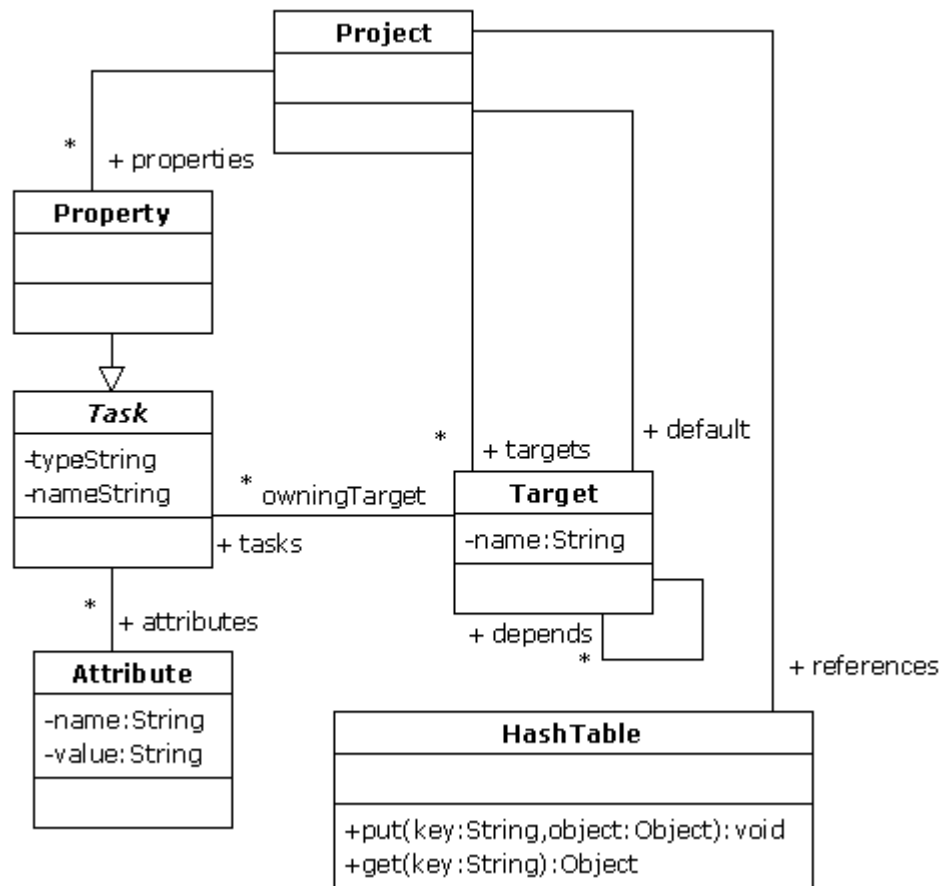 Project
*
+ properties
Property
Task
-typeString
-nameString
*
owningTarget
+ tasks
*
+ targets
+ default
Target
-name:String
+ depends
*
*
+ attributes
Attribute
-name:String
-value:String
+ references
HashTable
+put(key:String,object:Object):void
+get(key:String):Object